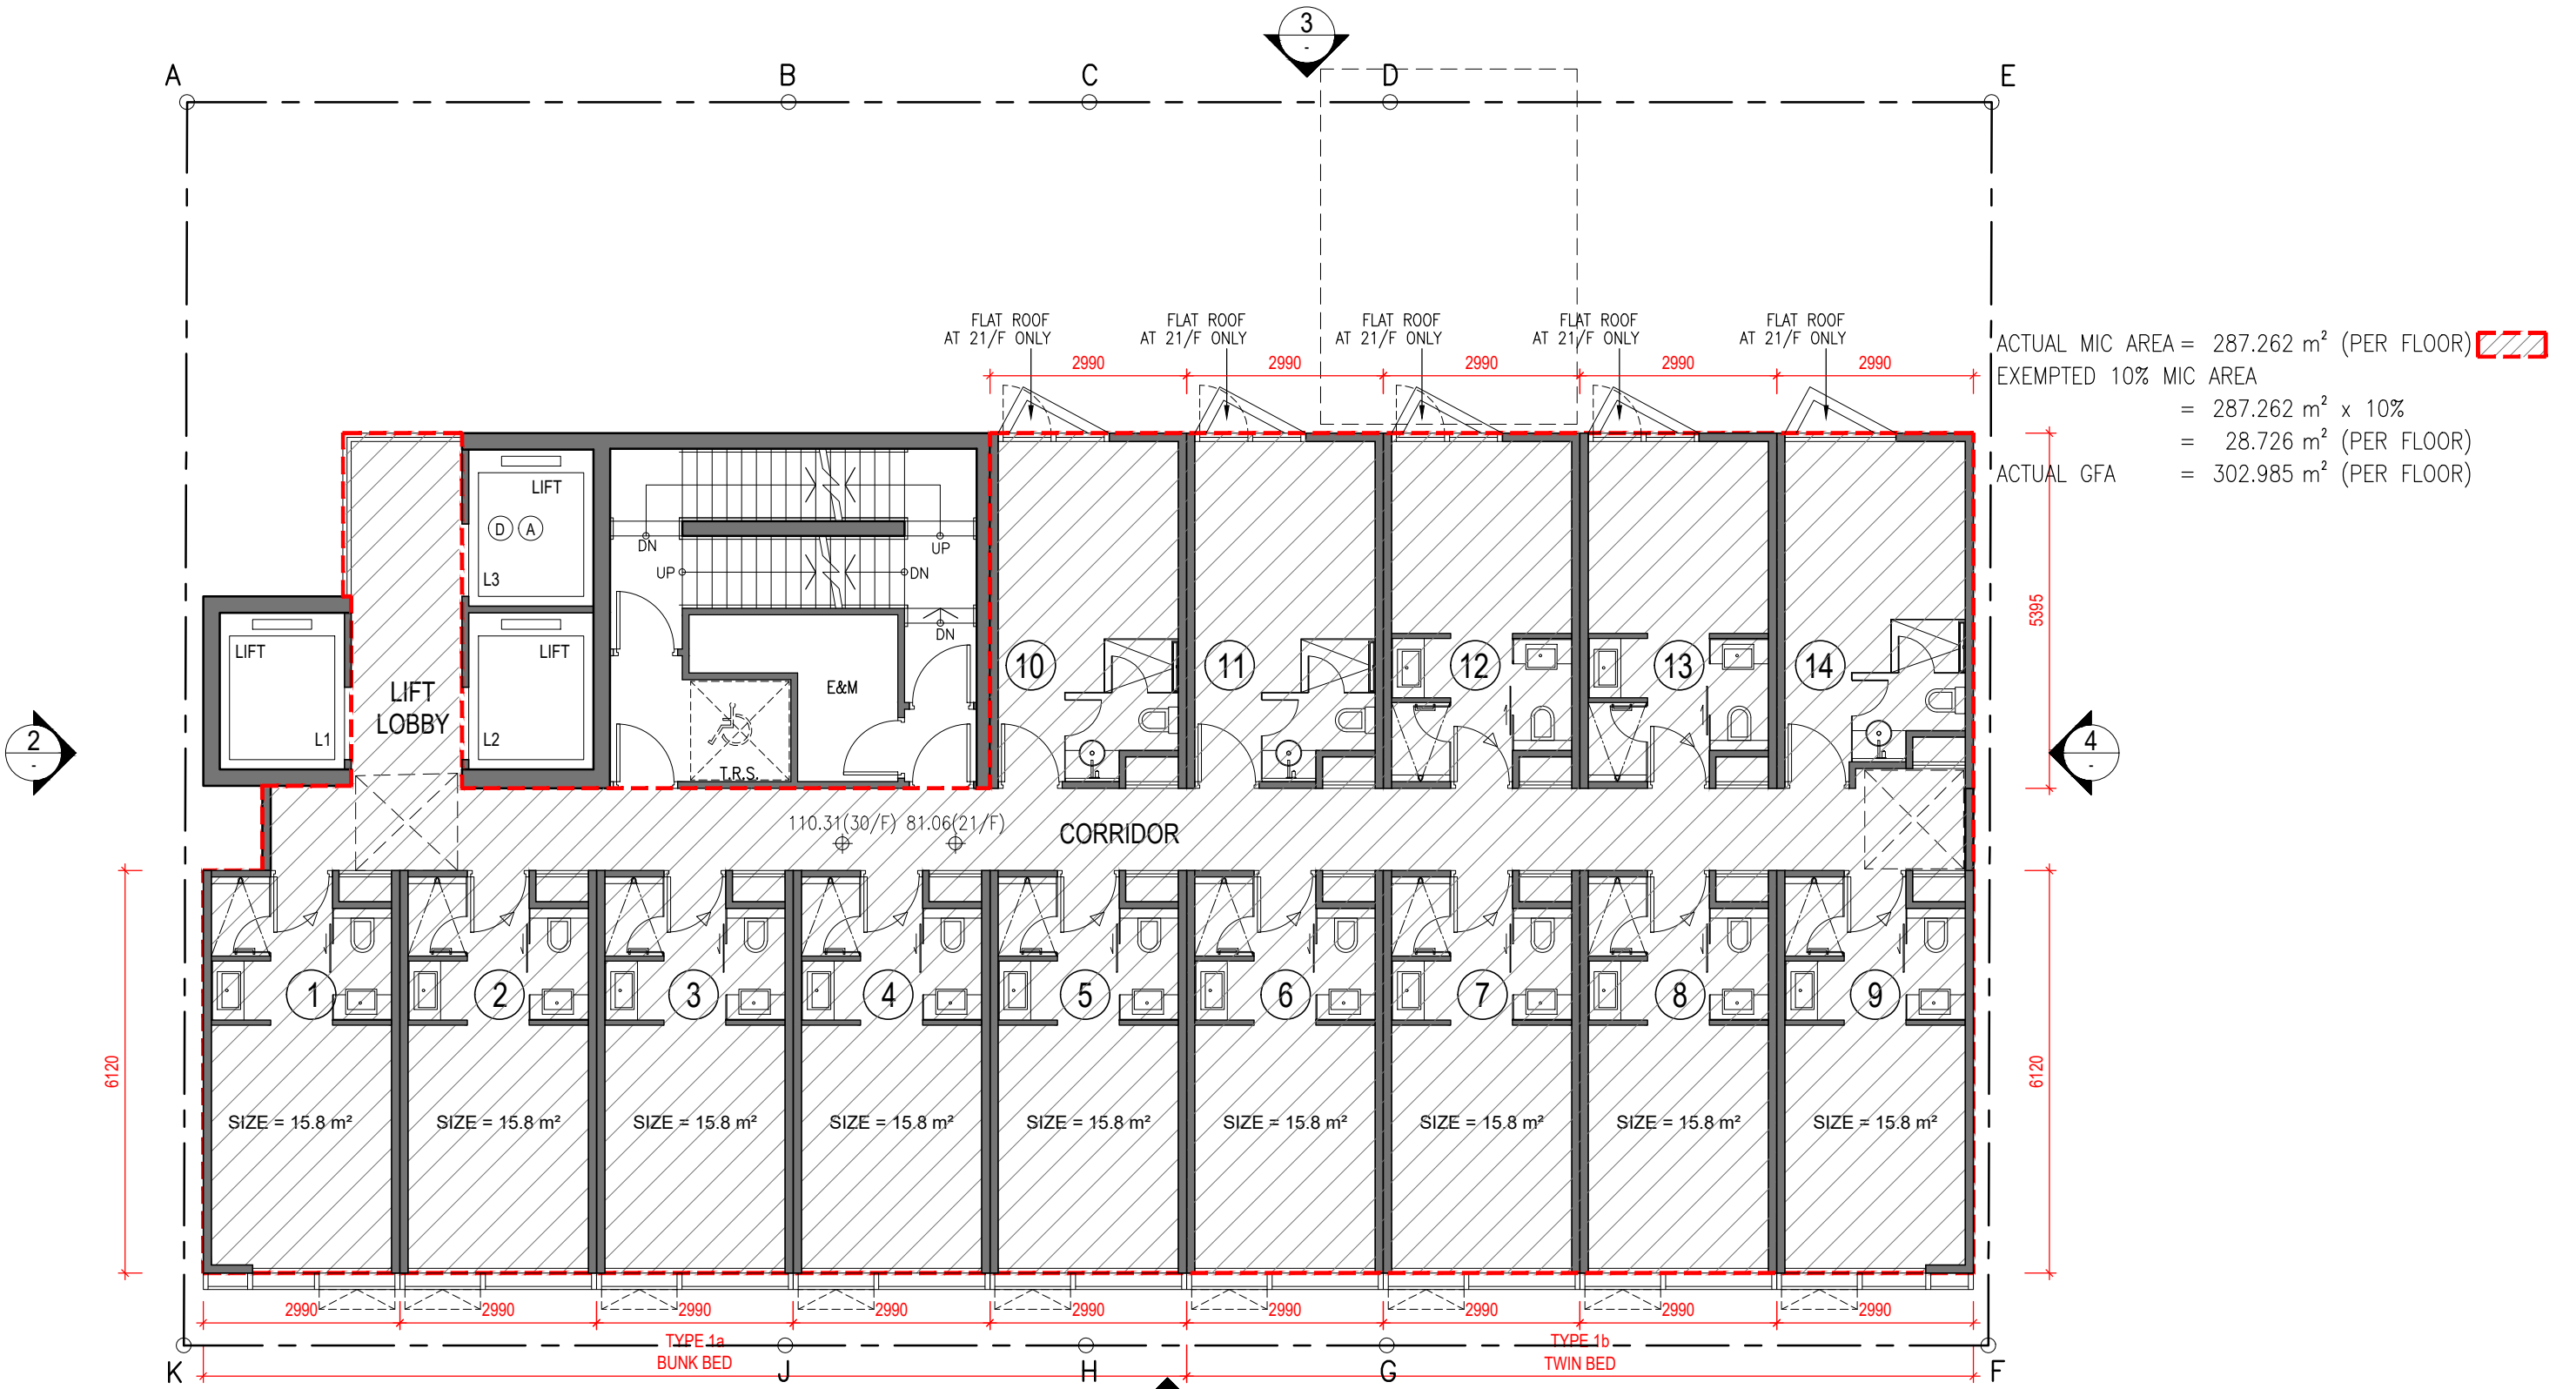 3
-
A
B
C
D
E
FLAT ROOF
AT 21/F ONLY
FLAT ROOF
AT 21/F ONLY
FLAT ROOF
AT 21/F ONLY
FLAT ROOF
AT 21/F ONLY
FLAT ROOF
AT 21/F ONLY
2990
2990
2990
2990
2990
ACTUAL MIC AREA = 287.262 m² (PER FLOOR)
EXEMPTED 10% MIC AREA
= 287.262 m² x 10%
= 28.726 m² (PER FLOOR)
ACTUAL GFA = 302.985 m² (PER FLOOR)
LIFT
D A
L3
DN
UP
UP
DN
DN
5395
LIFT
L1
LIFT
LOBBY
LIFT
L2
E&M
T.R.S.
10
11
12
13
14
2
-
4
-
110.31(30/F) 81.06(21/F)
CORRIDOR
1
2
3
4
5
6
7
8
9
6120
6120
SIZE = 15.8 m²
SIZE = 15.8 m²
SIZE = 15.8 m²
SIZE = 15.8 m²
SIZE = 15.8 m²
SIZE = 15.8 m²
SIZE = 15.8 m²
SIZE = 15.8 m²
SIZE = 15.8 m²
2990
2990
2990
2990
2990
2990
2990
2990
2990
TYPE 1a
BUNK BED
TYPE 1b
TWIN BED
K
J
H
G
F